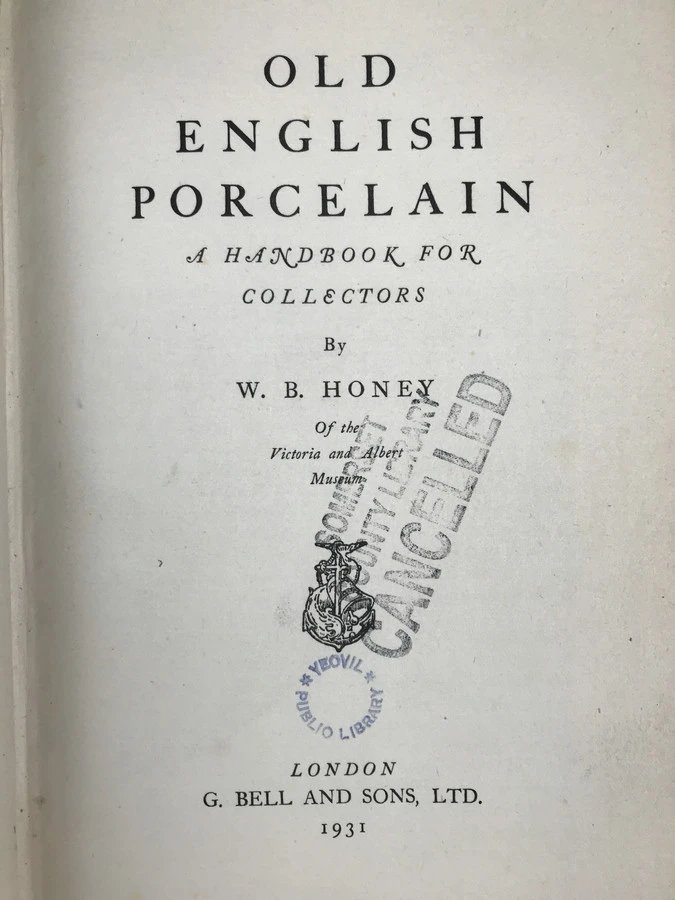 OLD
ENGLISH
PORCELAIN
A HANDBOOK FOR
COLLECTORS
By
W. B. HONEY
Of the
Victoria and Albert
Museum
SOMERSET
COUNTY LIBRARY
CANCELLED
* YEOVIL *
PUBLIC LIBRARY
LONDON
G. BELL AND SONS, LTD.
1931